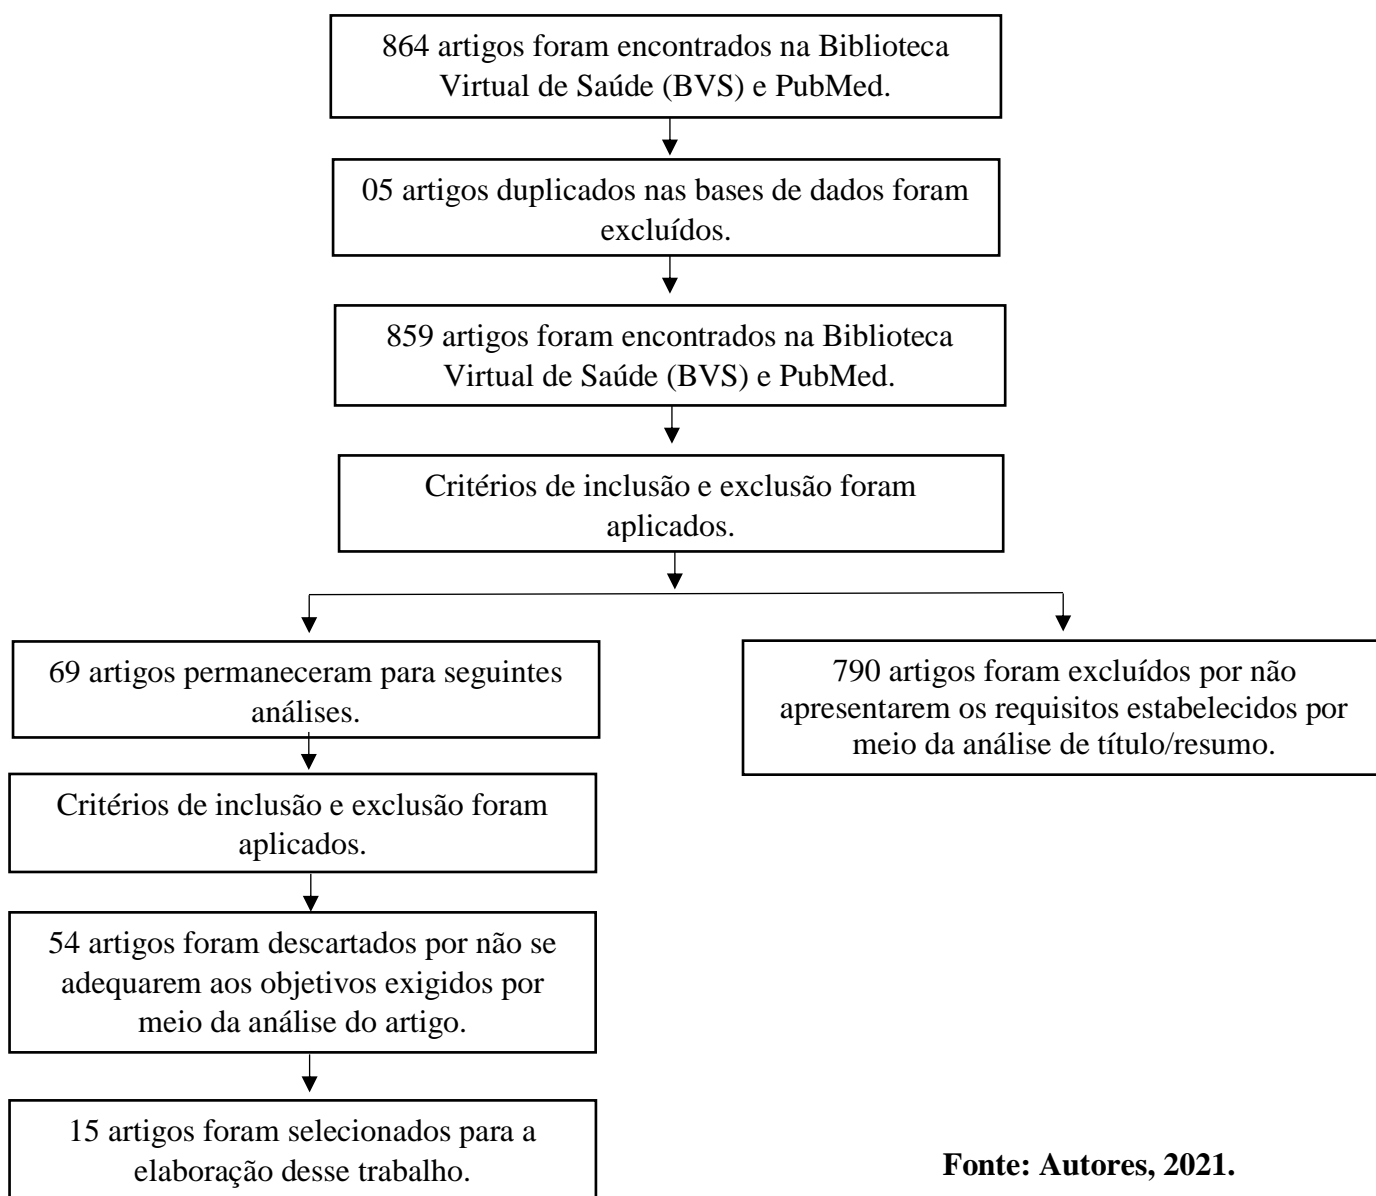 864 artigos foram encontrados na Biblioteca
Virtual de Saúde (BVS) e PubMed.
05 artigos duplicados nas bases de dados foram
excluídos.
859 artigos foram encontrados na Biblioteca
Virtual de Saúde (BVS) e PubMed.
Critérios de inclusão e exclusão foram
aplicados.
69 artigos permaneceram para seguintes
análises.
790 artigos foram excluídos por não
apresentarem os requisitos estabelecidos por
meio da análise de título/resumo.
Critérios de inclusão e exclusão foram
aplicados.
54 artigos foram descartados por não se
adequarem aos objetivos exigidos por
meio da análise do artigo.
15 artigos foram selecionados para a
elaboração desse trabalho.
Fonte: Autores, 2021.